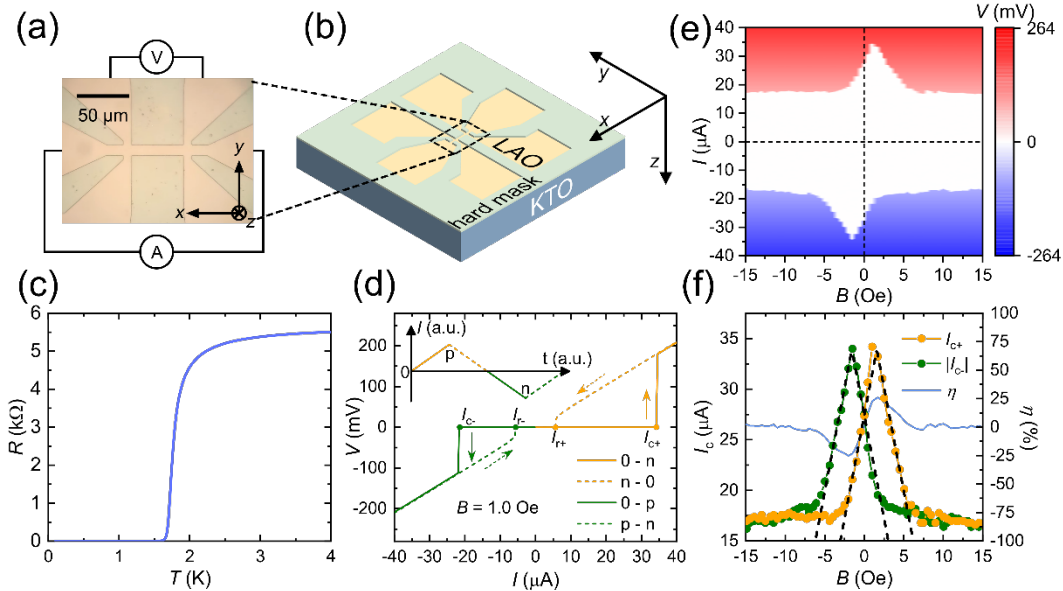 (a)
V
50 μm
y
x
z
A
(b)
y
x
z
LAO
hard mask
KTO
(e)
V (mV)
40
30
20
10
0
-10
-20
-30
-40
I (μA)
-15 -10 -5 0 5 10 15
B (Oe)
264
-264
(c)
6
5
4
3
2
1
0
R (kΩ)
0 1 2 3 4
T (K)
(d)
200
100
0
-100
-200
V (mV)
I (a.u.)
p
0
t (a.u.)
n
Ic-
Ir-
Ir+
Ic+
B = 1.0 Oe
0 - n
n - 0
0 - p
p - n
-40 -30 -20 -10 0 10 20 30 40
I (μA)
(f)
35
30
25
20
15
Ic (μA)
Ic+
|Ic-|
η
100
75
50
25
0
-25
-50
-75
-100
η (%)
-15 -10 -5 0 5 10 15
B (Oe)